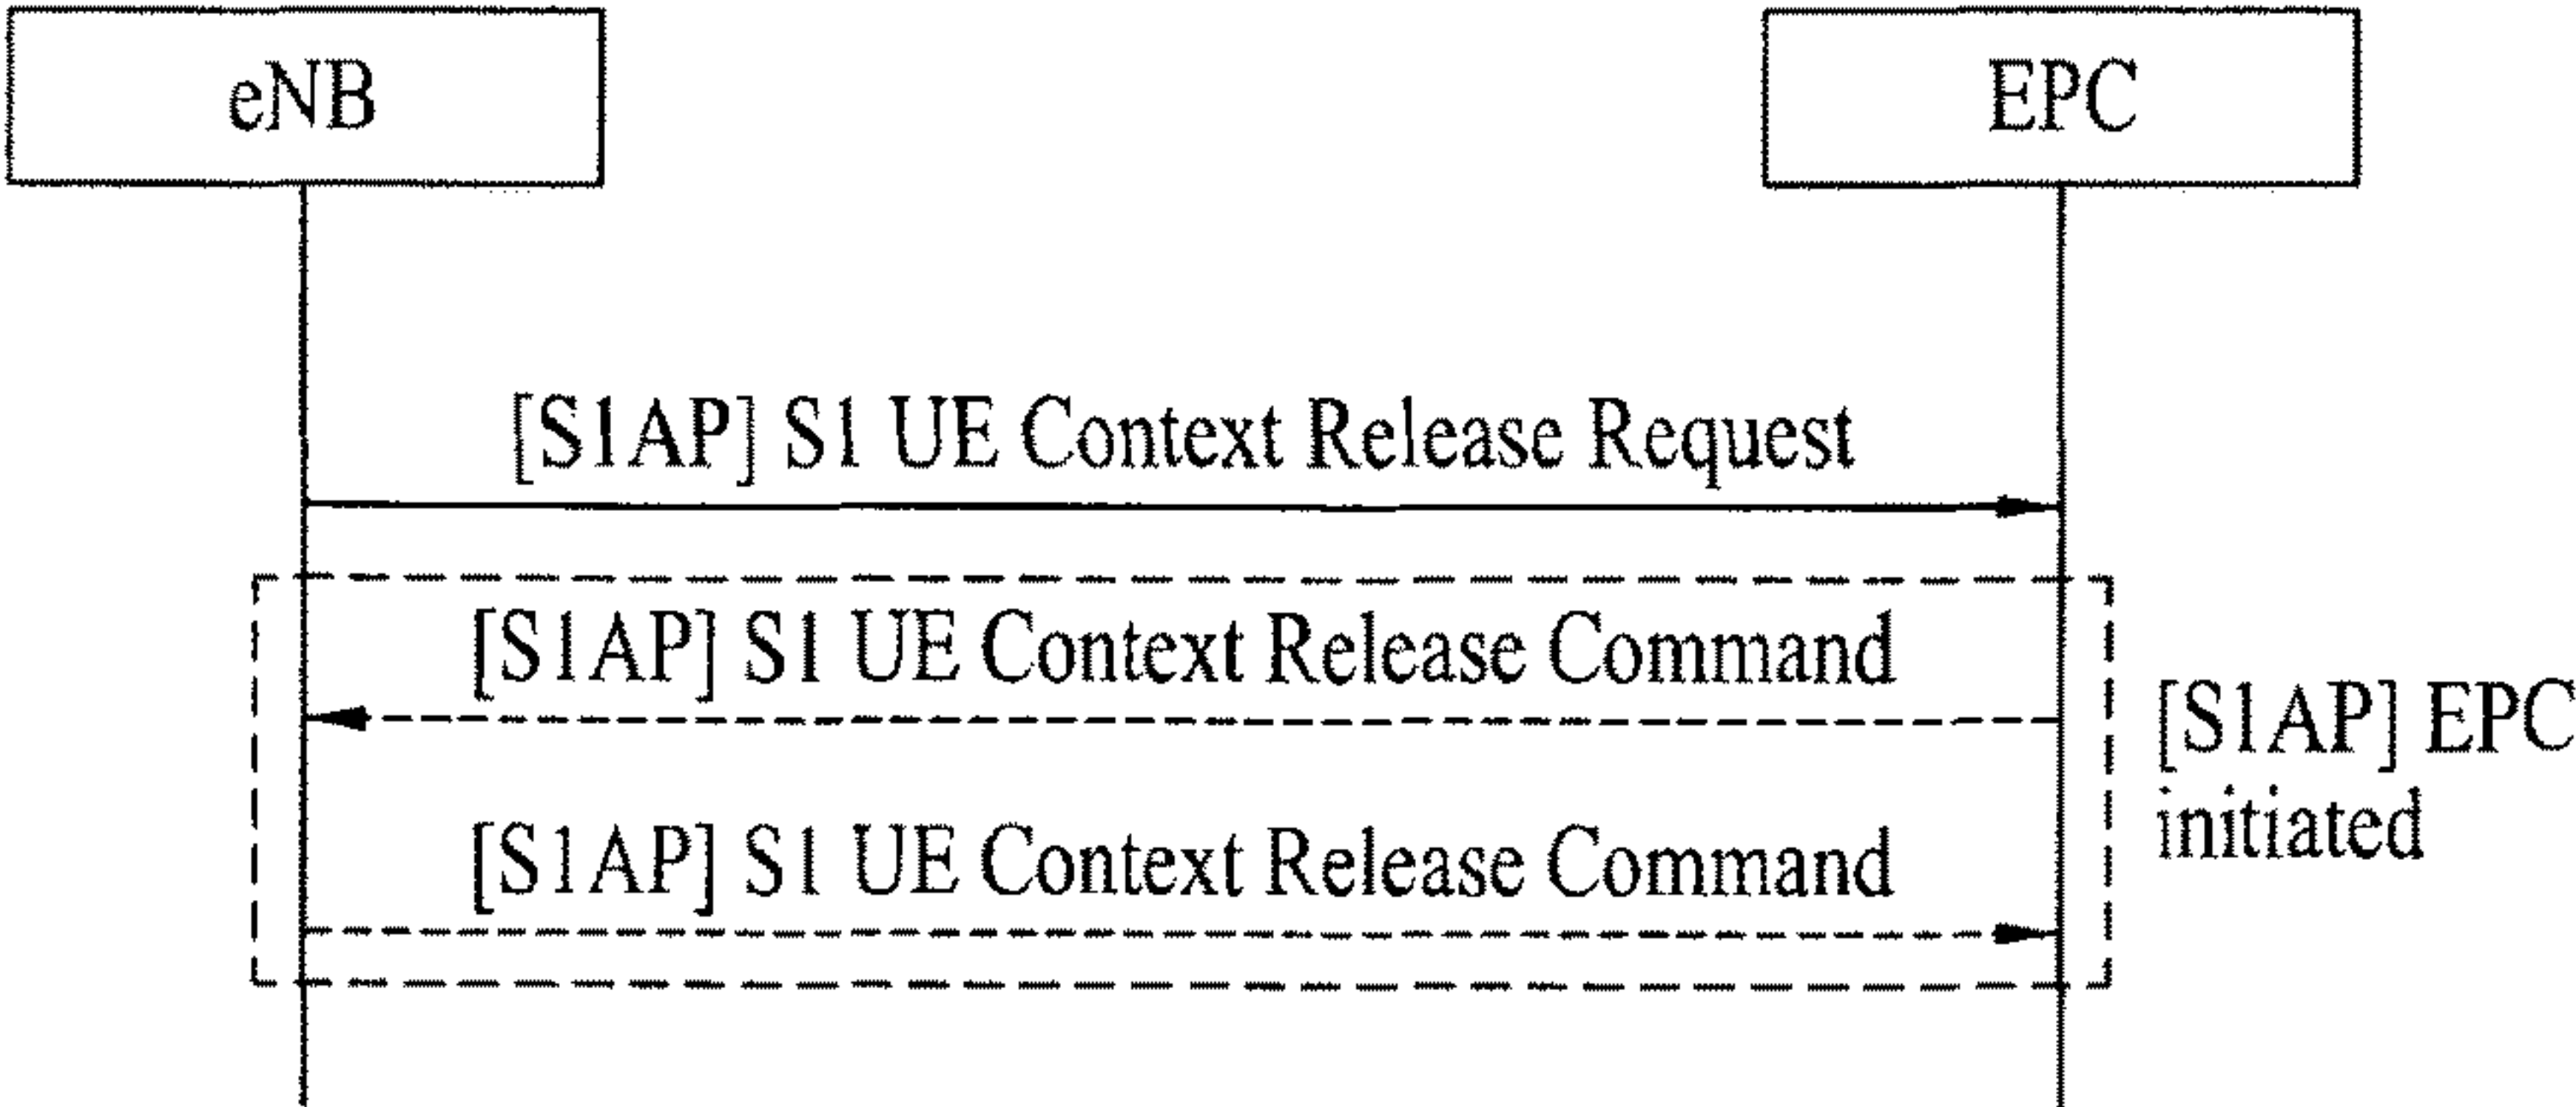 eNB
EPC
[S1AP] S1 UE Context Release Request
[S1AP] S1 UE Context Release Command
[S1AP] EPC
initiated
[S1AP] S1 UE Context Release Command